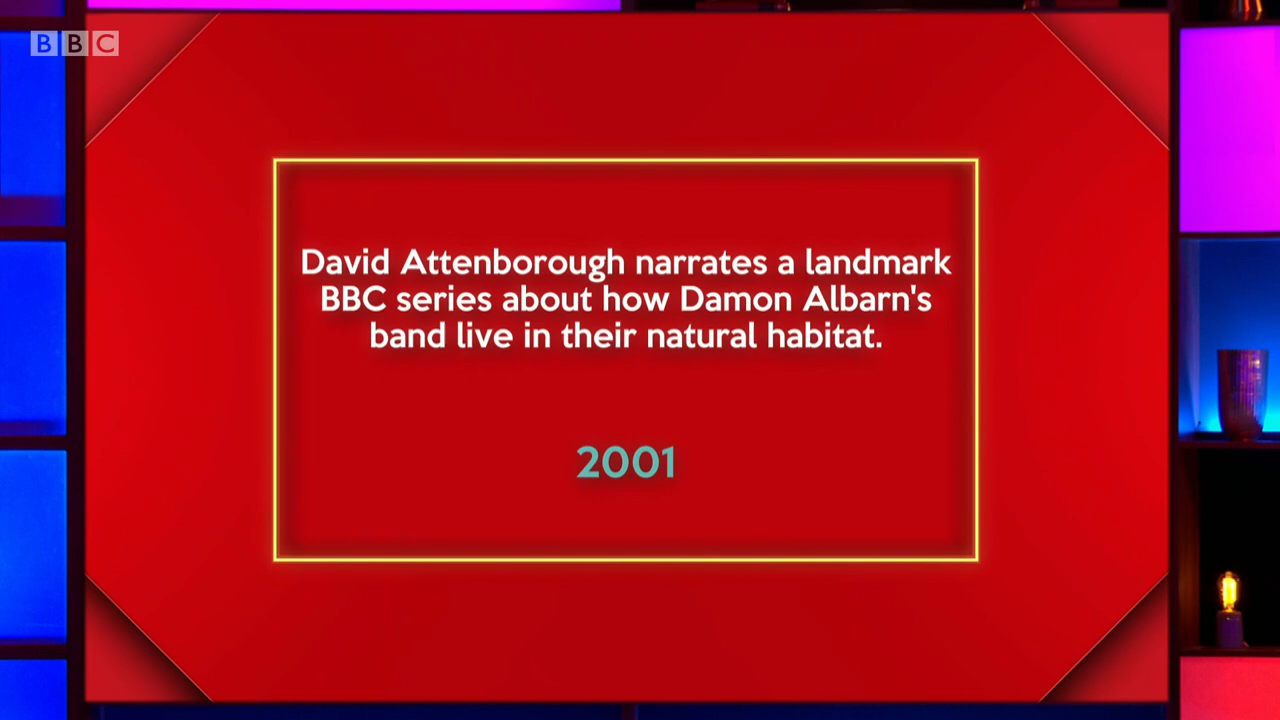 BBC
David Attenborough narrates a landmark
BBC series about how Damon Albarn's
band live in their natural habitat.
2001